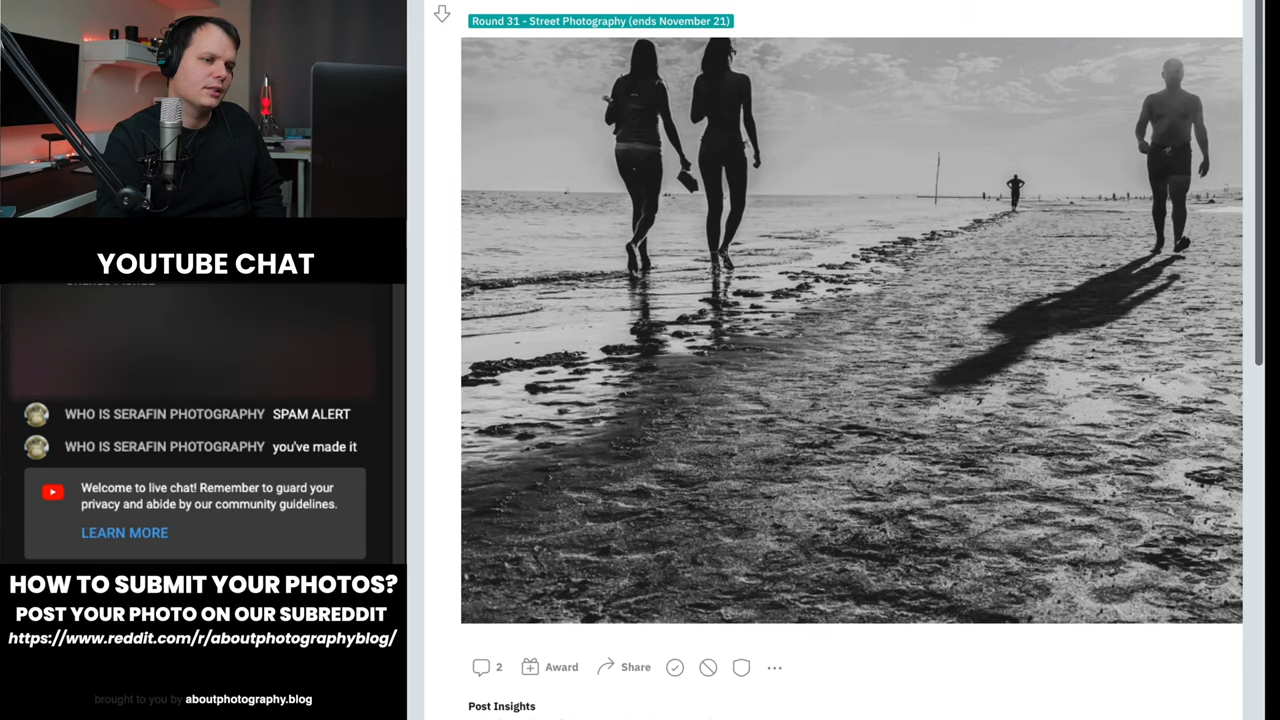 Round 31 - Street Photography (ends November 21)
YOUTUBE CHAT
WHO IS SERAFIN PHOTOGRAPHY SPAM ALERT
WHO IS SERAFIN PHOTOGRAPHY you've made it
Welcome to live chat! Remember to guard your
privacy and abide by our community guidelines.
LEARN MORE
HOW TO SUBMIT YOUR PHOTOS?
POST YOUR PHOTO ON OUR SUBREDDIT
https://www.reddit.com/r/aboutphotographyblog/
brought to you by aboutphotography.blog
2 Award Share
Post Insights